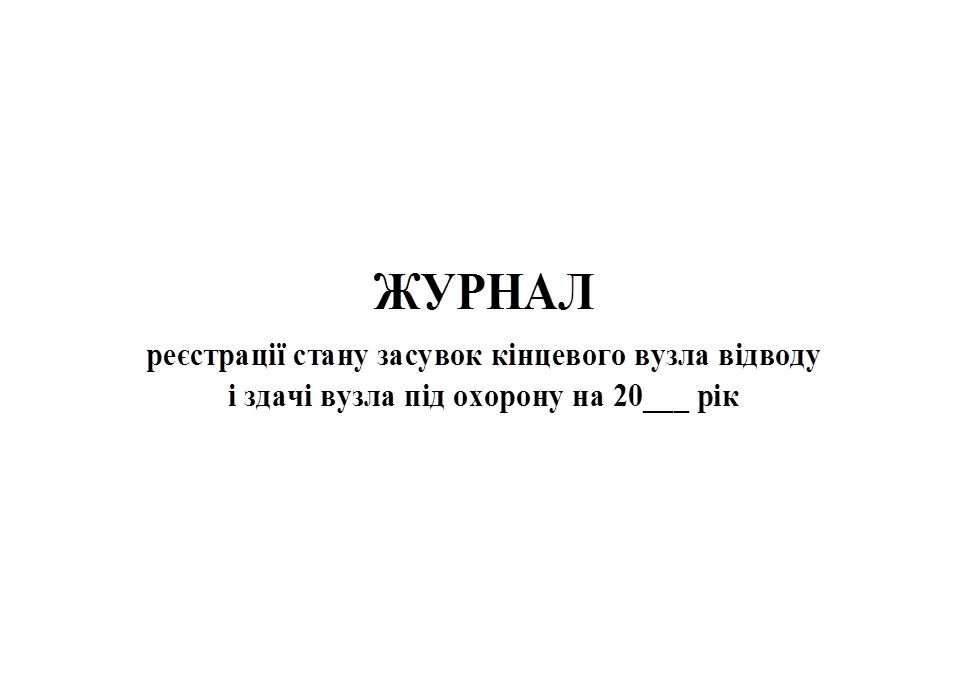 ЖУРНАЛ
реєстрації стану засувок кінцевого вузла відводу
і здачі вузла під охорону на 20___ рік